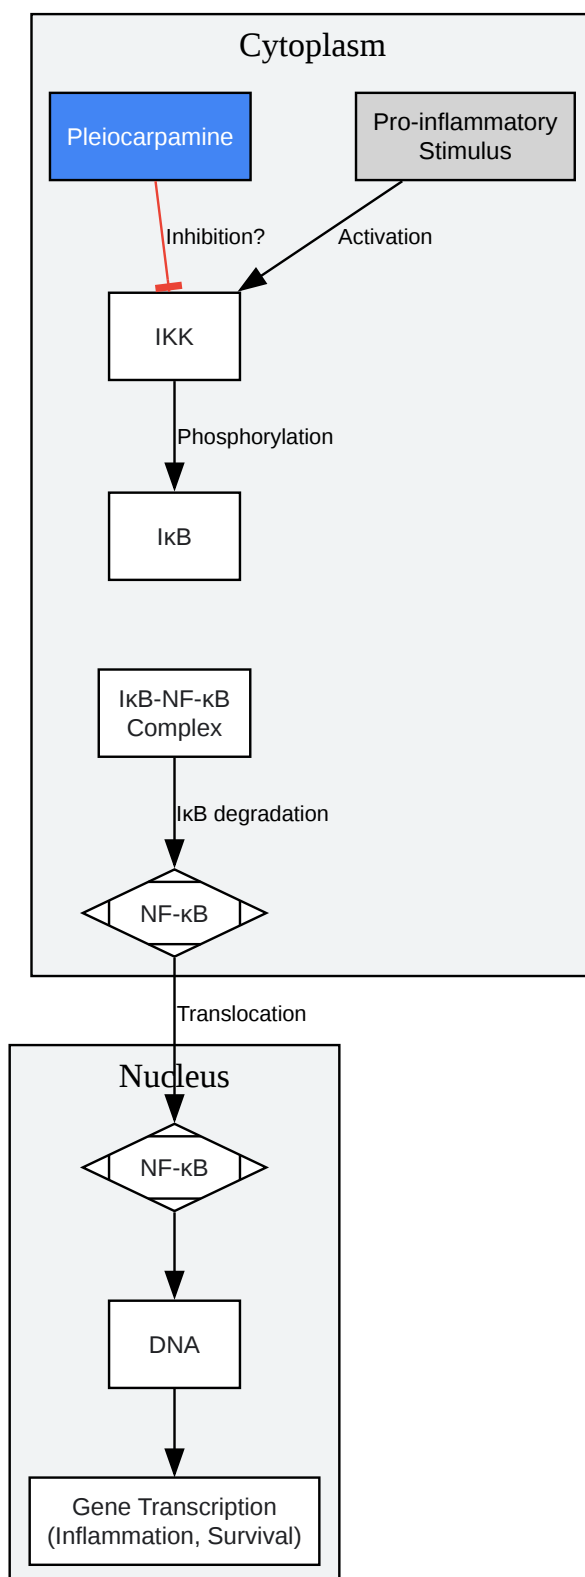 Cytoplasm
Pleiocarpamine
Pro-inflammatory
Stimulus
Inhibition?
Activation
IKK
Phosphorylation
IκB
IκB-NF-κB
Complex
IκB degradation
NF-κB
Translocation
Nucleus
NF-κB
DNA
Gene Transcription
(Inflammation, Survival)